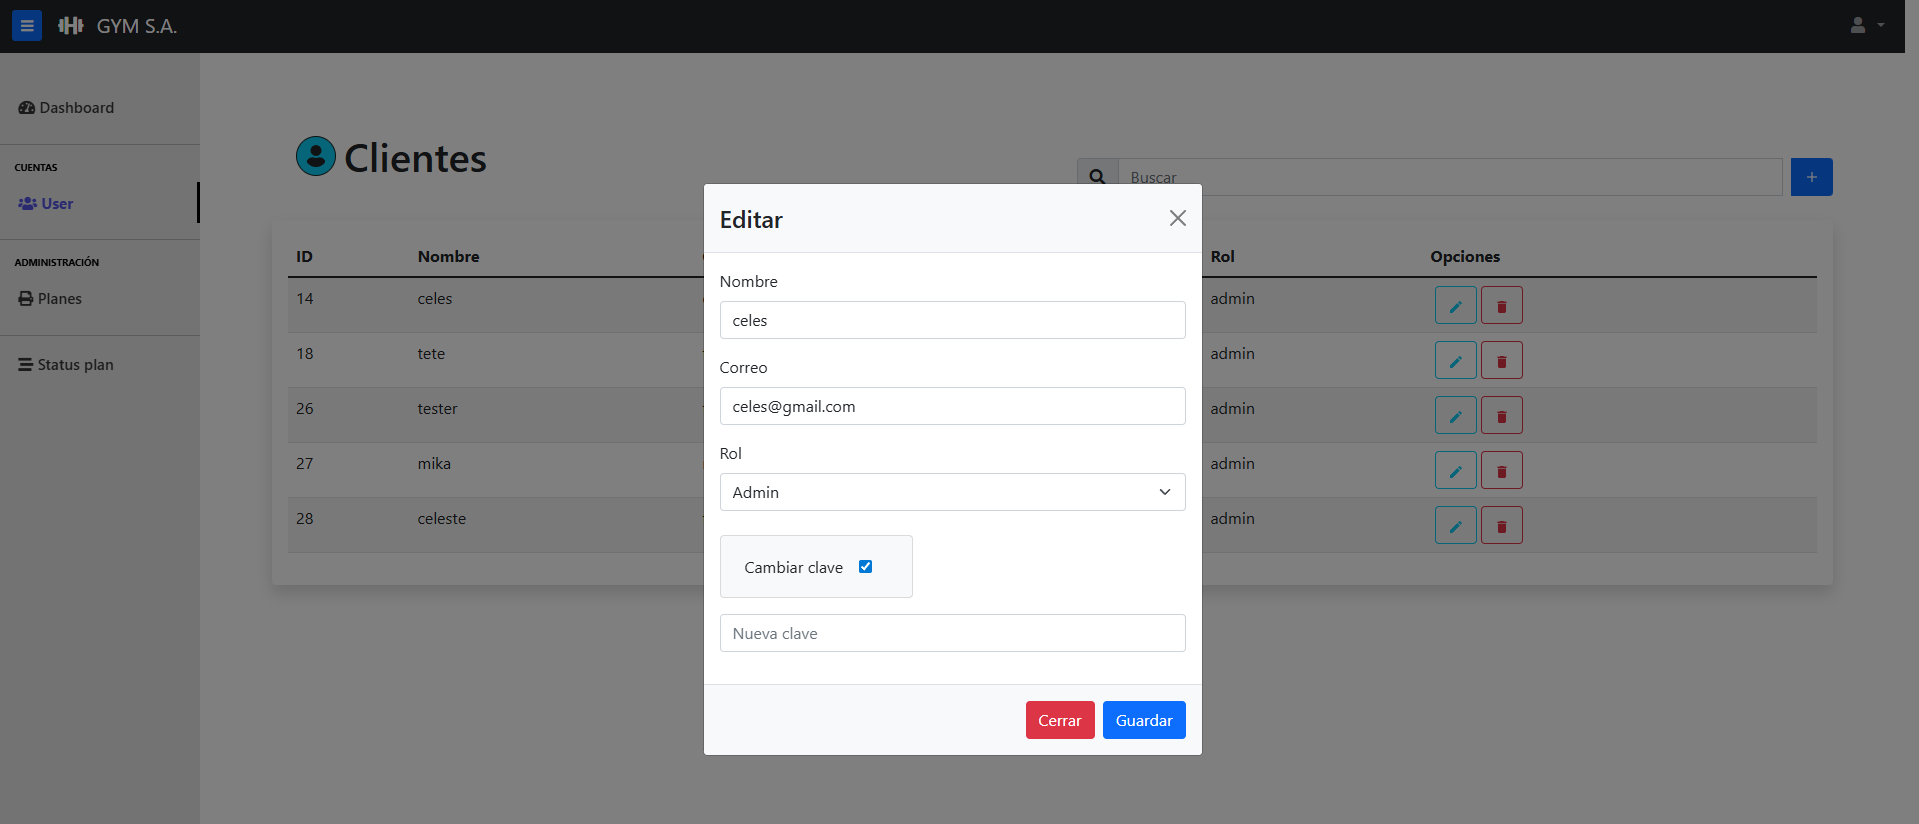 GYM S.A.
Dashboard
CUENTAS
User
ADMINISTRACIÓN
Planes
Status plan
Clientes
Buscar
+
ID Nombre Rol Opciones
14 celes admin
18 tete admin
26 tester admin
27 mika admin
28 celeste admin
Editar
Nombre
celes
Correo
celes@gmail.com
Rol
Admin
Cambiar clave
Nueva clave
Cerrar Guardar